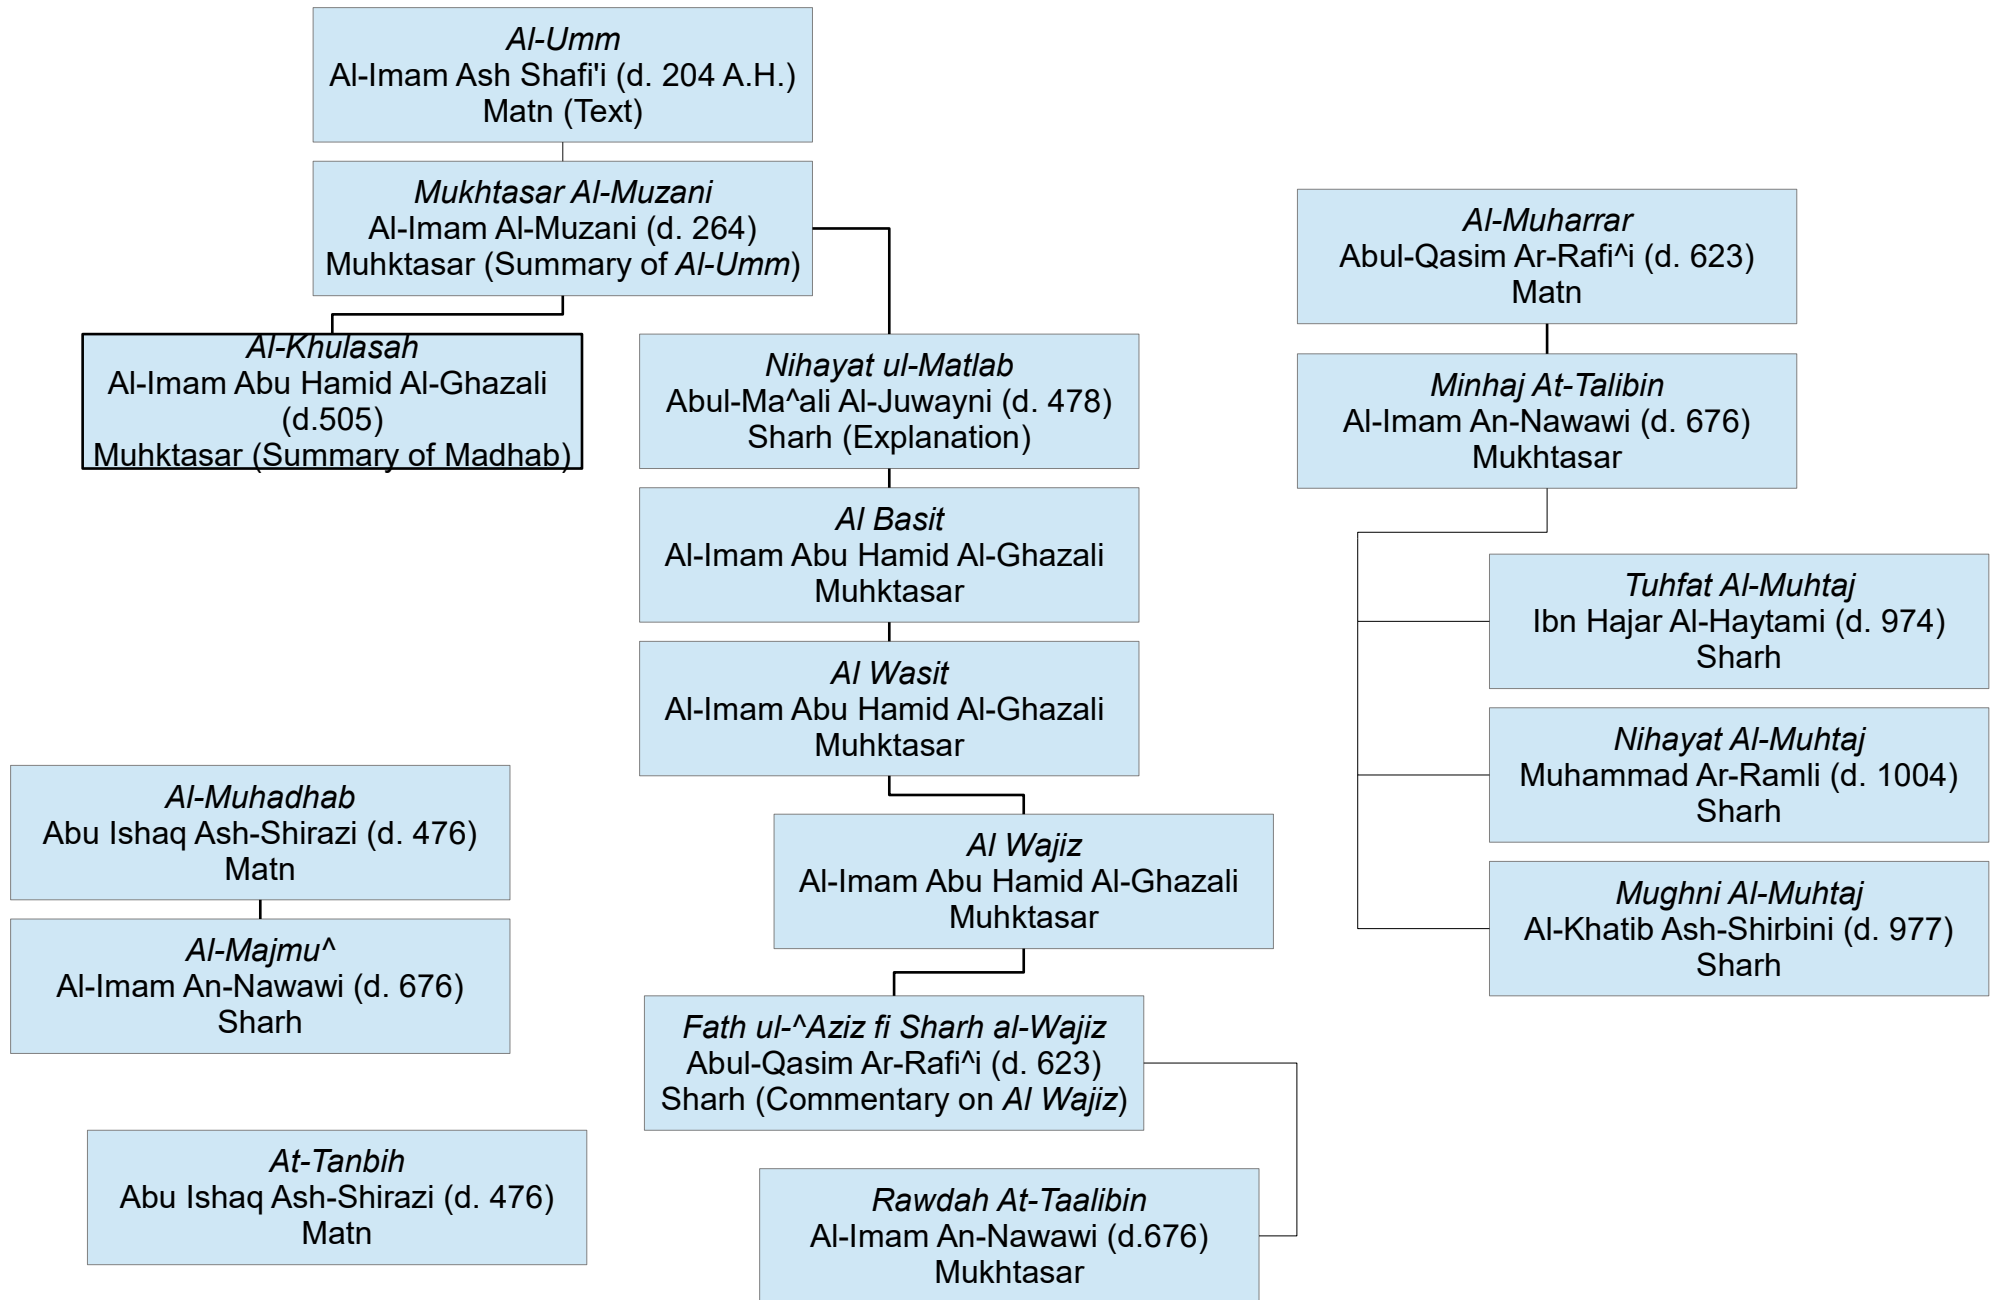 Al-Umm
Al-Imam Ash Shafi'i (d. 204 A.H.)
Matn (Text)
Mukhtasar Al-Muzani
Al-Imam Al-Muzani (d. 264)
Muhktasar (Summary of Al-Umm)
Al-Khulasah
Al-Imam Abu Hamid Al-Ghazali
(d.505)
Muhktasar (Summary of Madhab)
Nihayat ul-Matlab
Abul-Ma^ali Al-Juwayni (d. 478)
Sharh (Explanation)
Al Basit
Al-Imam Abu Hamid Al-Ghazali
Muhktasar
Al Wasit
Al-Imam Abu Hamid Al-Ghazali
Muhktasar
Al Wajiz
Al-Imam Abu Hamid Al-Ghazali
Muhktasar
Fath ul-^Aziz fi Sharh al-Wajiz
Abul-Qasim Ar-Rafi^i (d. 623)
Sharh (Commentary on Al Wajiz)
Rawdah At-Taalibin
Al-Imam An-Nawawi (d.676)
Mukhtasar
Al-Muhadhab
Abu Ishaq Ash-Shirazi (d. 476)
Matn
Al-Majmu^
Al-Imam An-Nawawi (d. 676)
Sharh
At-Tanbih
Abu Ishaq Ash-Shirazi (d. 476)
Matn
Al-Muharrar
Abul-Qasim Ar-Rafi^i (d. 623)
Matn
Minhaj At-Talibin
Al-Imam An-Nawawi (d. 676)
Mukhtasar
Tuhfat Al-Muhtaj
Ibn Hajar Al-Haytami (d. 974)
Sharh
Nihayat Al-Muhtaj
Muhammad Ar-Ramli (d. 1004)
Sharh
Mughni Al-Muhtaj
Al-Khatib Ash-Shirbini (d. 977)
Sharh